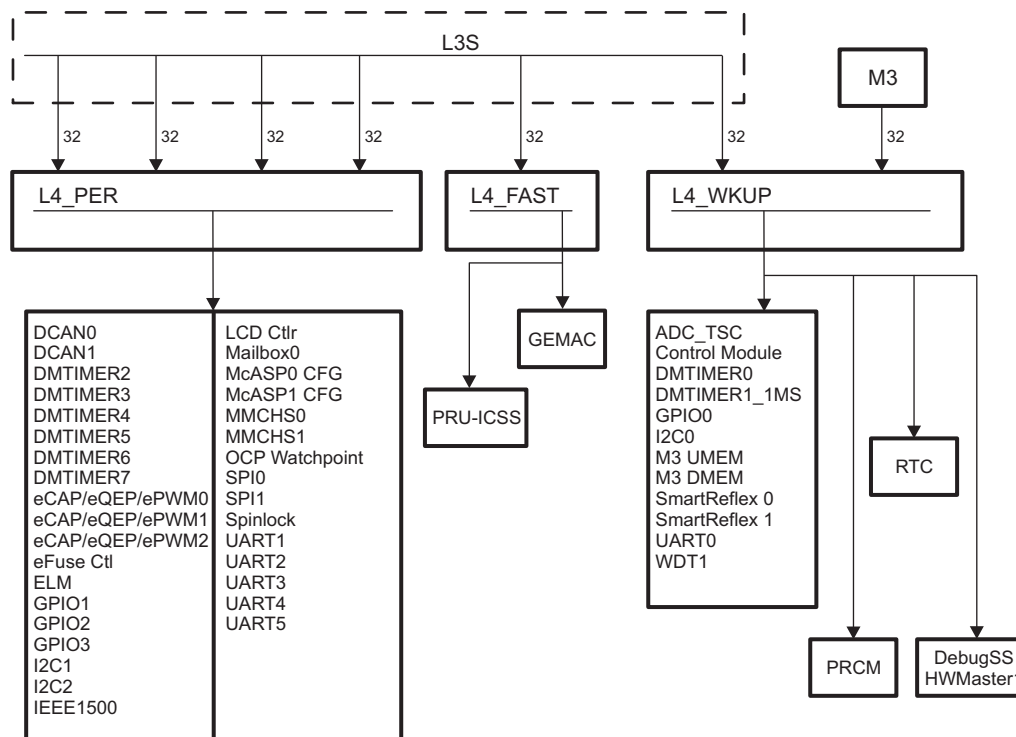 L3S
M3
32
32
32
32
32
32
32
L4_PER
L4_FAST
L4_WKUP
DCAN0
DCAN1
DMTIMER2
DMTIMER3
DMTIMER4
DMTIMER5
DMTIMER6
DMTIMER7
eCAP/eQEP/ePWM0
eCAP/eQEP/ePWM1
eCAP/eQEP/ePWM2
eFuse Ctl
ELM
GPIO1
GPIO2
GPIO3
I2C1
I2C2
IEEE1500
LCD Ctlr
Mailbox0
McASP0 CFG
McASP1 CFG
MMCHS0
MMCHS1
OCP Watchpoint
SPI0
SPI1
Spinlock
UART1
UART2
UART3
UART4
UART5
PRU-ICSS
GEMAC
ADC_TSC
Control Module
DMTIMER0
DMTIMER1_1MS
GPIO0
I2C0
M3 UMEM
M3 DMEM
SmartReflex 0
SmartReflex 1
UART0
WDT1
PRCM
RTC
DebugSS
HWMaster1